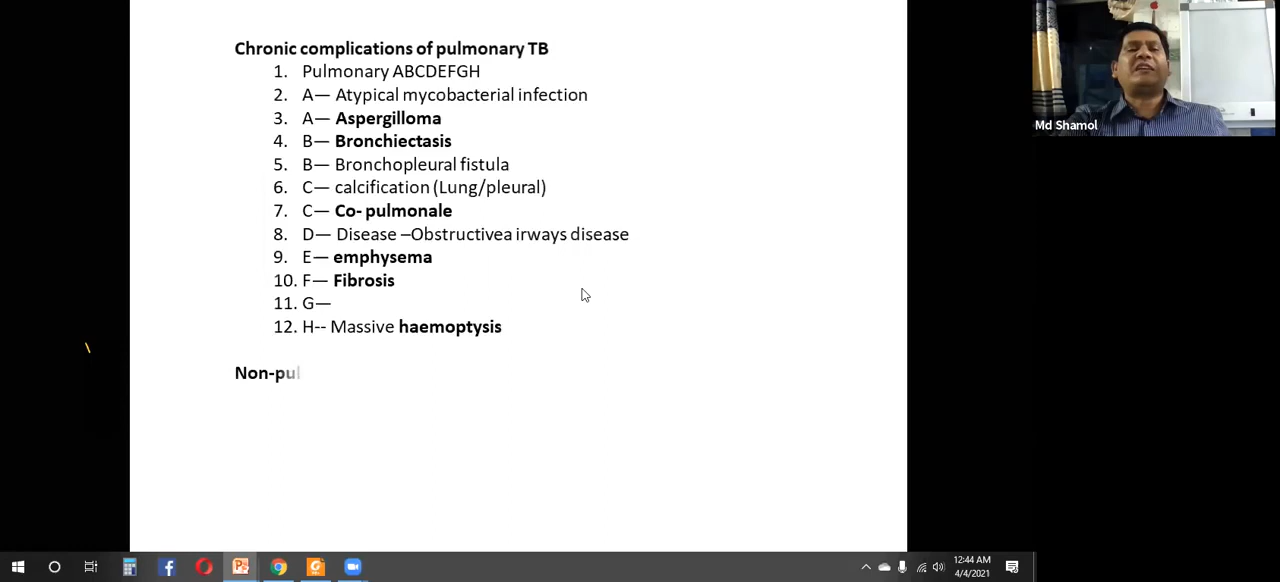 Chronic complications of pulmonary TB
1. Pulmonary ABCDEFGH
2. A— Atypical mycobacterial infection
3. A— Aspergilloma
4. B— Bronchiectasis
5. B— Bronchopleural fistula
6. C— calcification (Lung/pleural)
7. C— Co- pulmonale
8. D— Disease –Obstructivea irways disease
9. E— emphysema
10. F— Fibrosis
11. G—
12. H-- Massive haemoptysis
Non-pul
Md Shamol
12:44 AM
4/4/2021